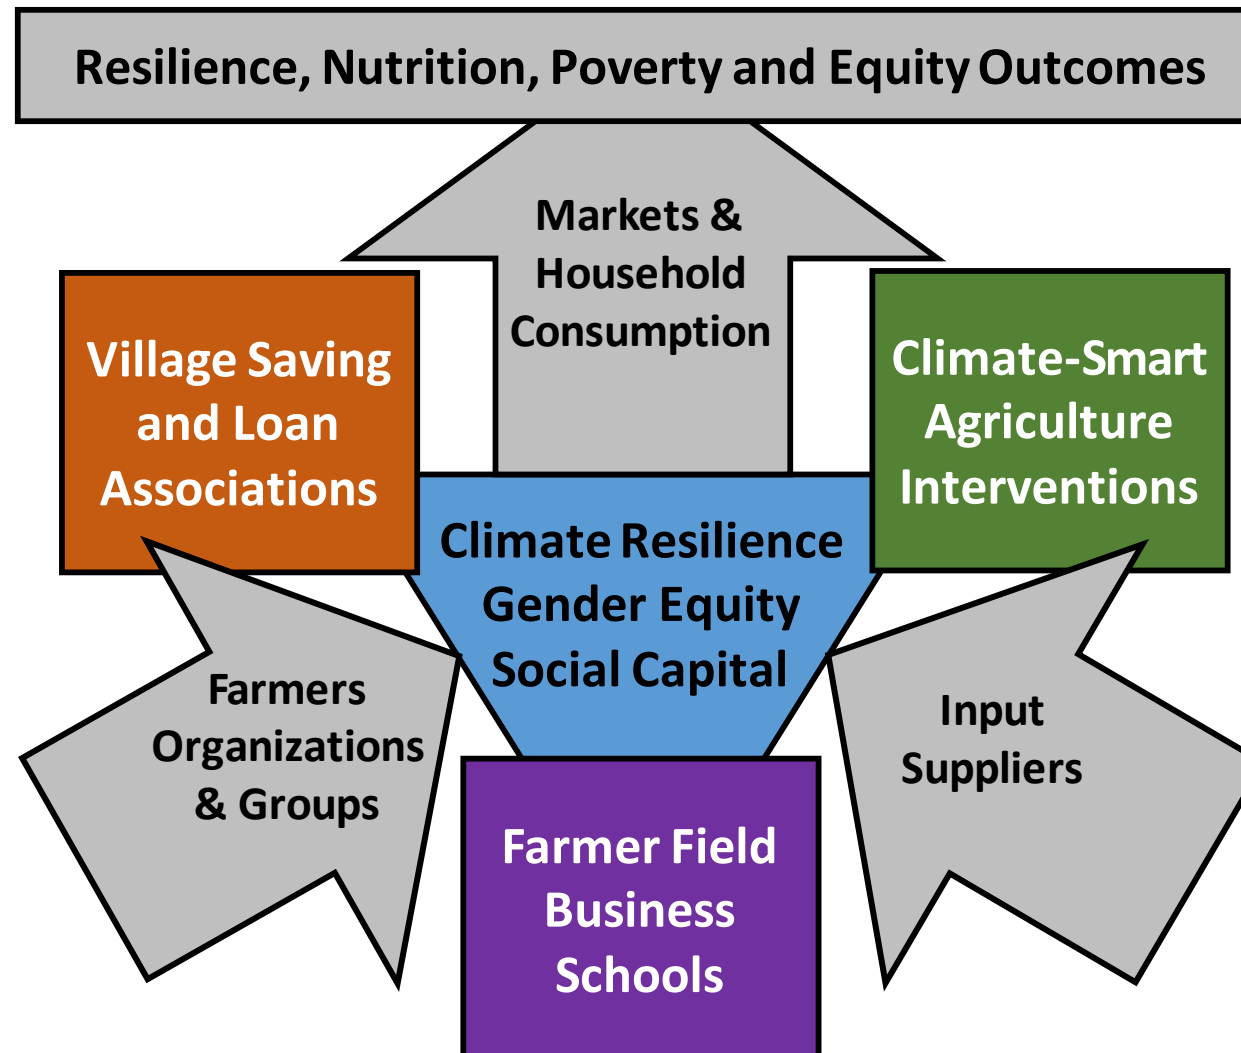 Resilience, Nutrition, Poverty and Equity Outcomes
Markets &
Household
Consumption
Village Saving
and Loan
Associations
Climate-Smart
Agriculture
Interventions
Climate Resilience
Gender Equity
Social Capital
Farmers
Organizations
& Groups
Input
Suppliers
Farmer Field
Business
Schools